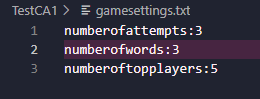 TestCA1 > gamesettings.txt
1 numberofattempts:3
2 numberofwords:3
3 numberoftopplayers:5